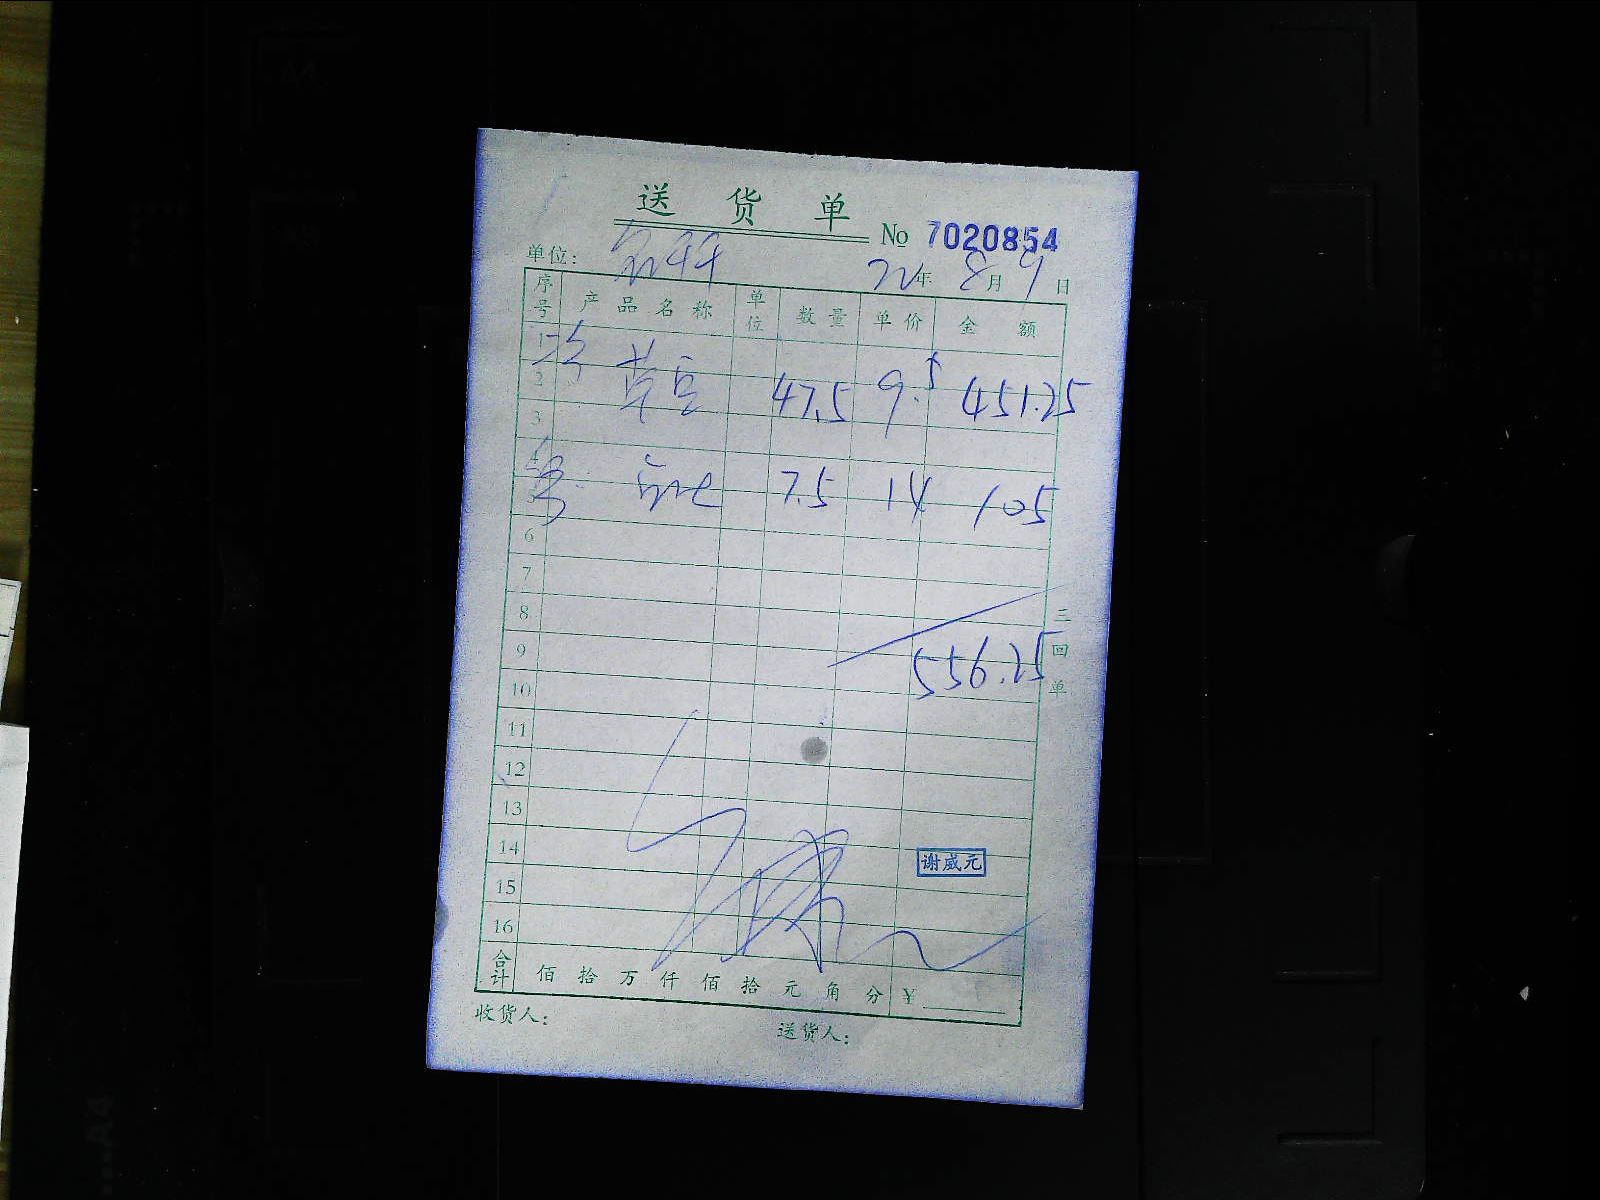 送货单
№ 7020854
单位: 22年 8月 9日
序号 产品名称 单位 数量 单价 金额
1
2 47.5 9.5 451.25
3
7.5 14 105
6
7
8
9 556.25
10
11
12
13
14
15
16
三回单
谢威元
合计 佰 拾 万 仟 佰 拾 元 角 分 ¥
收货人: 送货人: